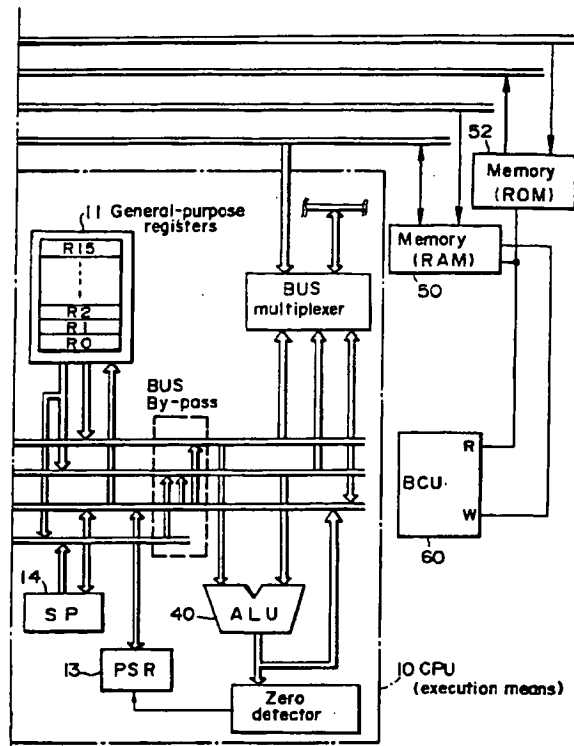 52
Memory
(ROM)
11 General-purpose
registers
R15
R2
R1
R0
Memory
(RAM)
50
BUS
multiplexer
BUS
By-pass
R
BCU
W
60
14
SP
40
ALU
13
PSR
Zero
detector
10 CPU
(execution means)